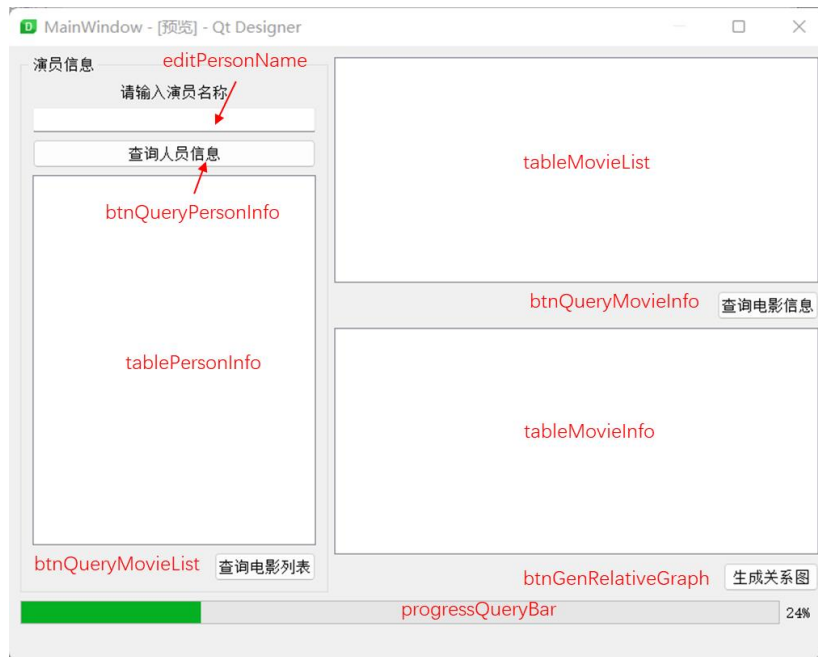 MainWindow - [预览] - Qt Designer
演员信息
editPersonName
请输入演员名称
查询人员信息
btnQueryPersonInfo
tablePersonInfo
btnQueryMovieList
查询电影列表
tableMovieList
btnQueryMovieInfo
查询电影信息
tableMovieInfo
btnGenRelativeGraph
生成关系图
progressQueryBar
24%